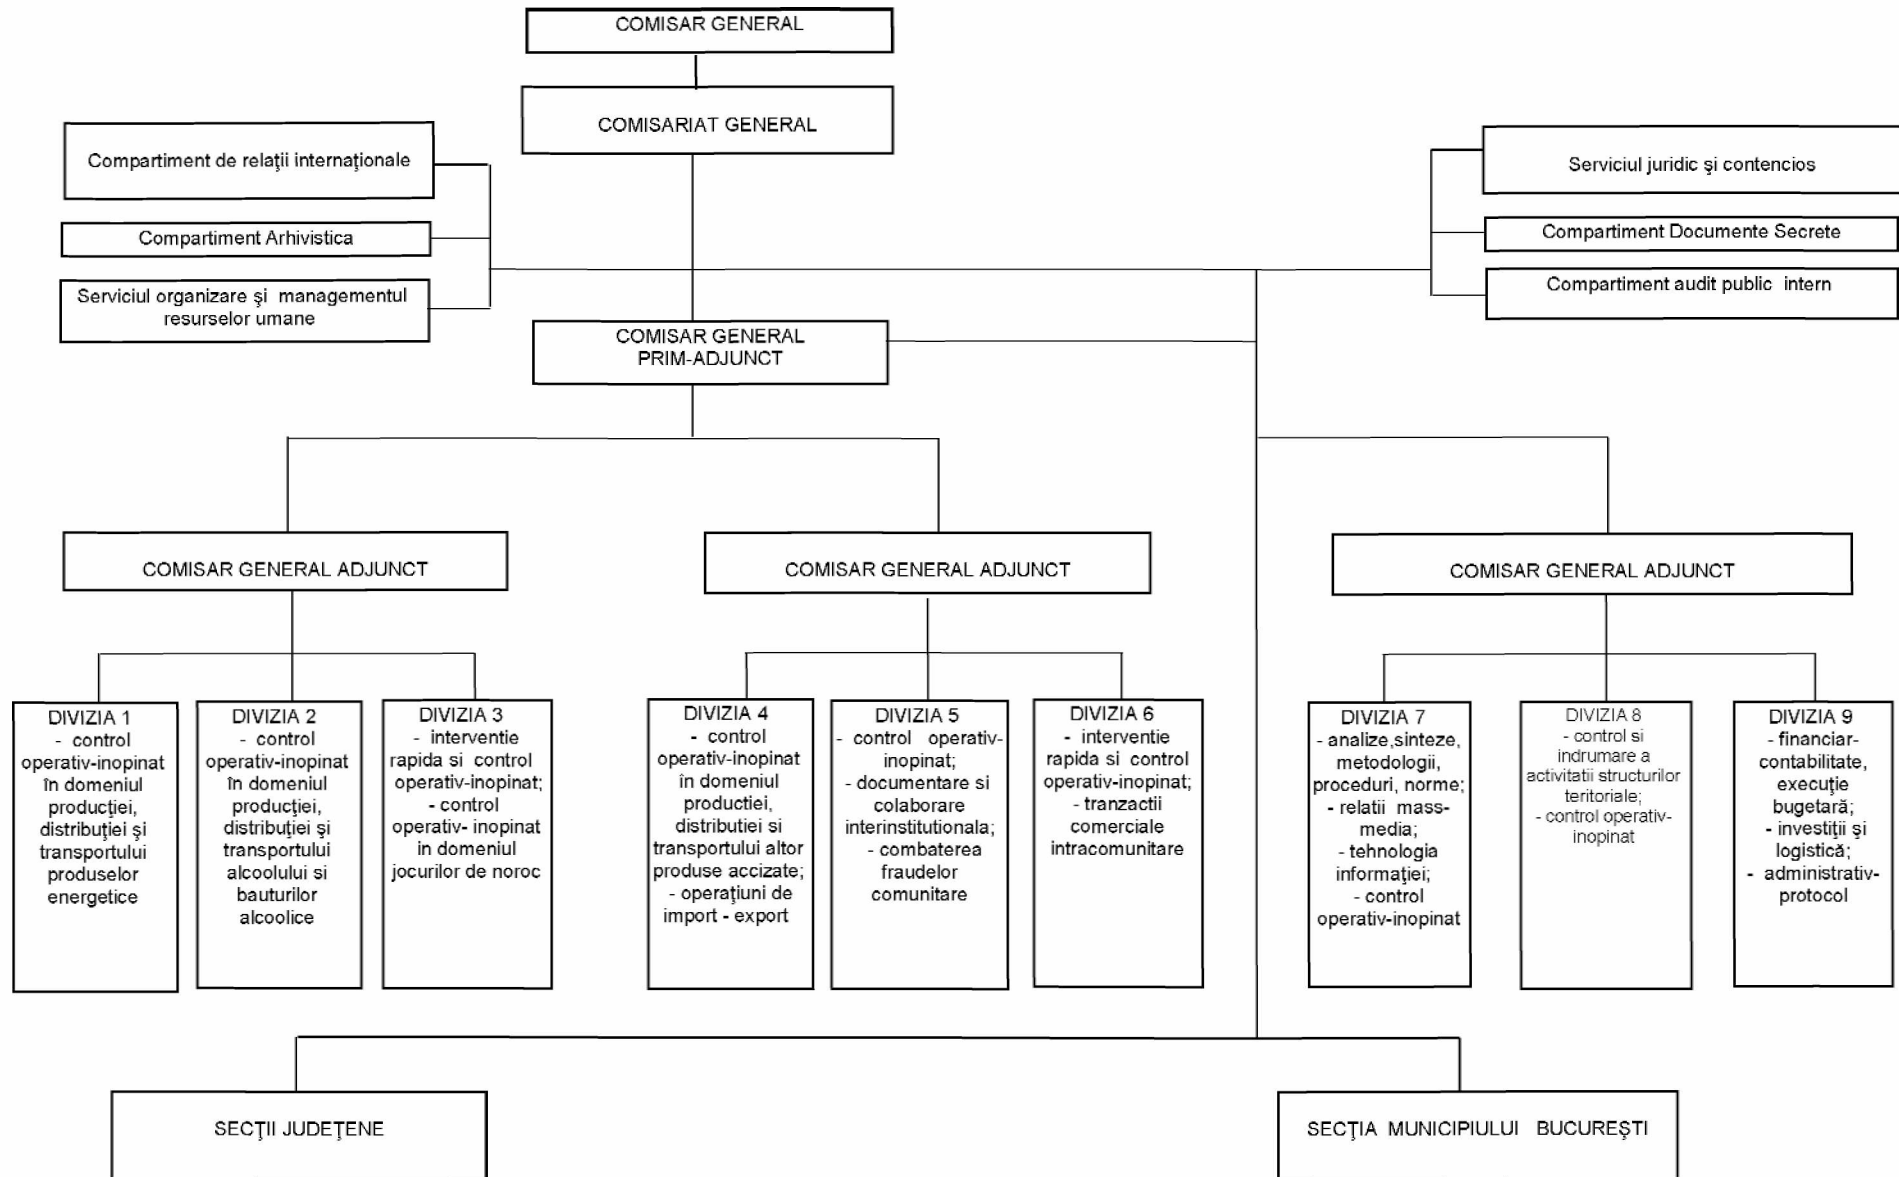 COMISAR GENERAL
COMISARIAT GENERAL
Compartiment de relaţii internaţionale
Compartiment Arhivistica
Serviciul organizare şi managementul
resurselor umane
Serviciul juridic şi contencios
Compartiment Documente Secrete
Compartiment audit public intern
COMISAR GENERAL
PRIM-ADJUNCT
COMISAR GENERAL ADJUNCT
COMISAR GENERAL ADJUNCT
COMISAR GENERAL ADJUNCT
DIVIZIA 1
- control
operativ-inopinat
în domeniul
producţiei,
distribuţiei şi
transportului
produselor
energetice
DIVIZIA 2
- control
operativ-inopinat
în domeniul
producţiei,
distribuţiei şi
transportului
alcoolului si
bauturilor
alcoolice
DIVIZIA 3
- interventie
rapida si control
operativ-inopinat;
- control
operativ- inopinat
in domeniul
jocurilor de noroc
DIVIZIA 4
- control
operativ-inopinat
în domeniul
productiei,
distributiei si
transportului altor
produse accizate;
- operaţiuni de
import - export
DIVIZIA 5
- control operativ-
inopinat;
- documentare si
colaborare
interinstitutionala;
- combaterea
fraudelor
comunitare
DIVIZIA 6
- interventie
rapida si control
operativ-inopinat;
- tranzactii
comerciale
intracomunitare
DIVIZIA 7
- analize,sinteze,
metodologii,
proceduri, norme;
- relatii mass-
media;
- tehnologia
informaţiei;
- control
operativ-inopinat
DIVIZIA 8
- control si
indrumare a
activitatii structurilor
teritoriale;
- control operativ-
inopinat
DIVIZIA 9
- financiar-
contabilitate,
execuţie
bugetară;
- investiţii şi
logistică;
- administrativ-
protocol
SECŢII JUDEŢENE
SECŢIA MUNICIPIULUI BUCUREŞTI